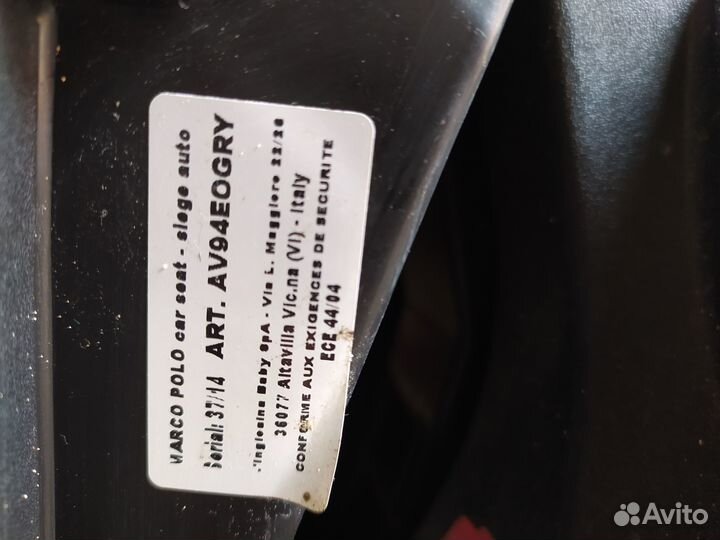 MARCO POLO car seat - siege auto
Serial: 37/14 ART. AV94EOGRY
L'Inglesina Baby SpA - Via L. Maggiore 22/26
36077 Altavilla Vic.na (VI) - Italy
CONFORME AUX EXIGENCES DE SECURITE
ECE 44/04
Avito